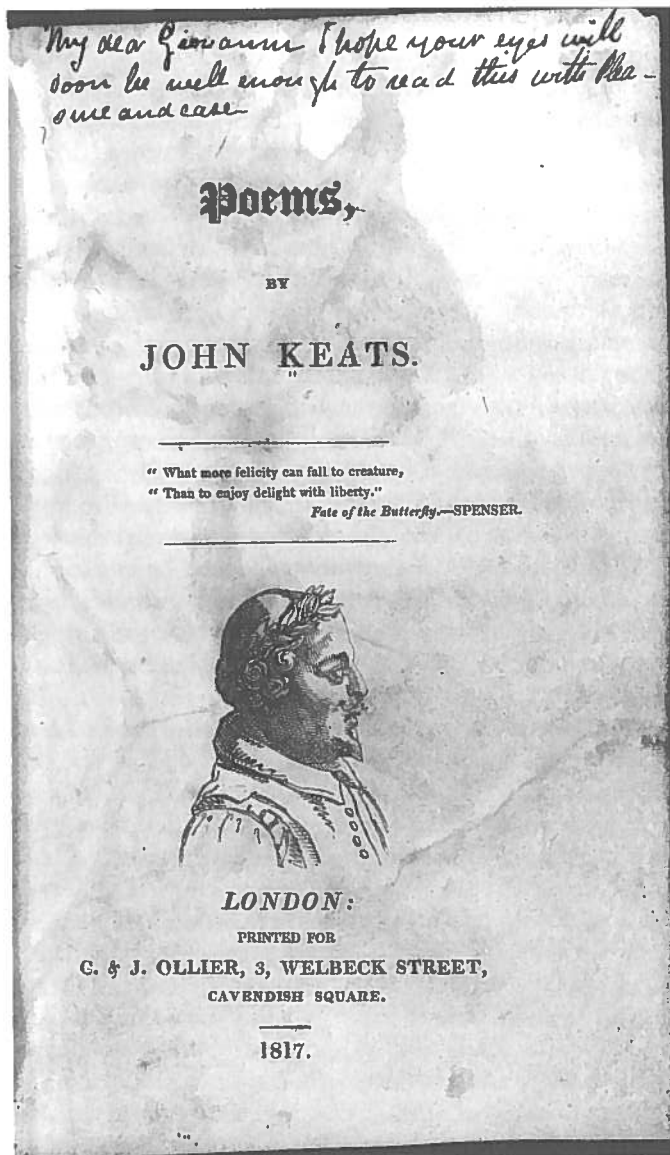 My dear Giovanni I hope your eyes will
soon be well enough to read this with Plea-
sure and ease
Poems,
BY
JOHN KEATS.
“ What more felicity can fall to creature,
“ Than to enjoy delight with liberty.”
Fate of the Butterfly.—SPENSER.
LONDON:
PRINTED FOR
C. & J. OLLIER, 3, WELBECK STREET,
CAVENDISH SQUARE.
1817.